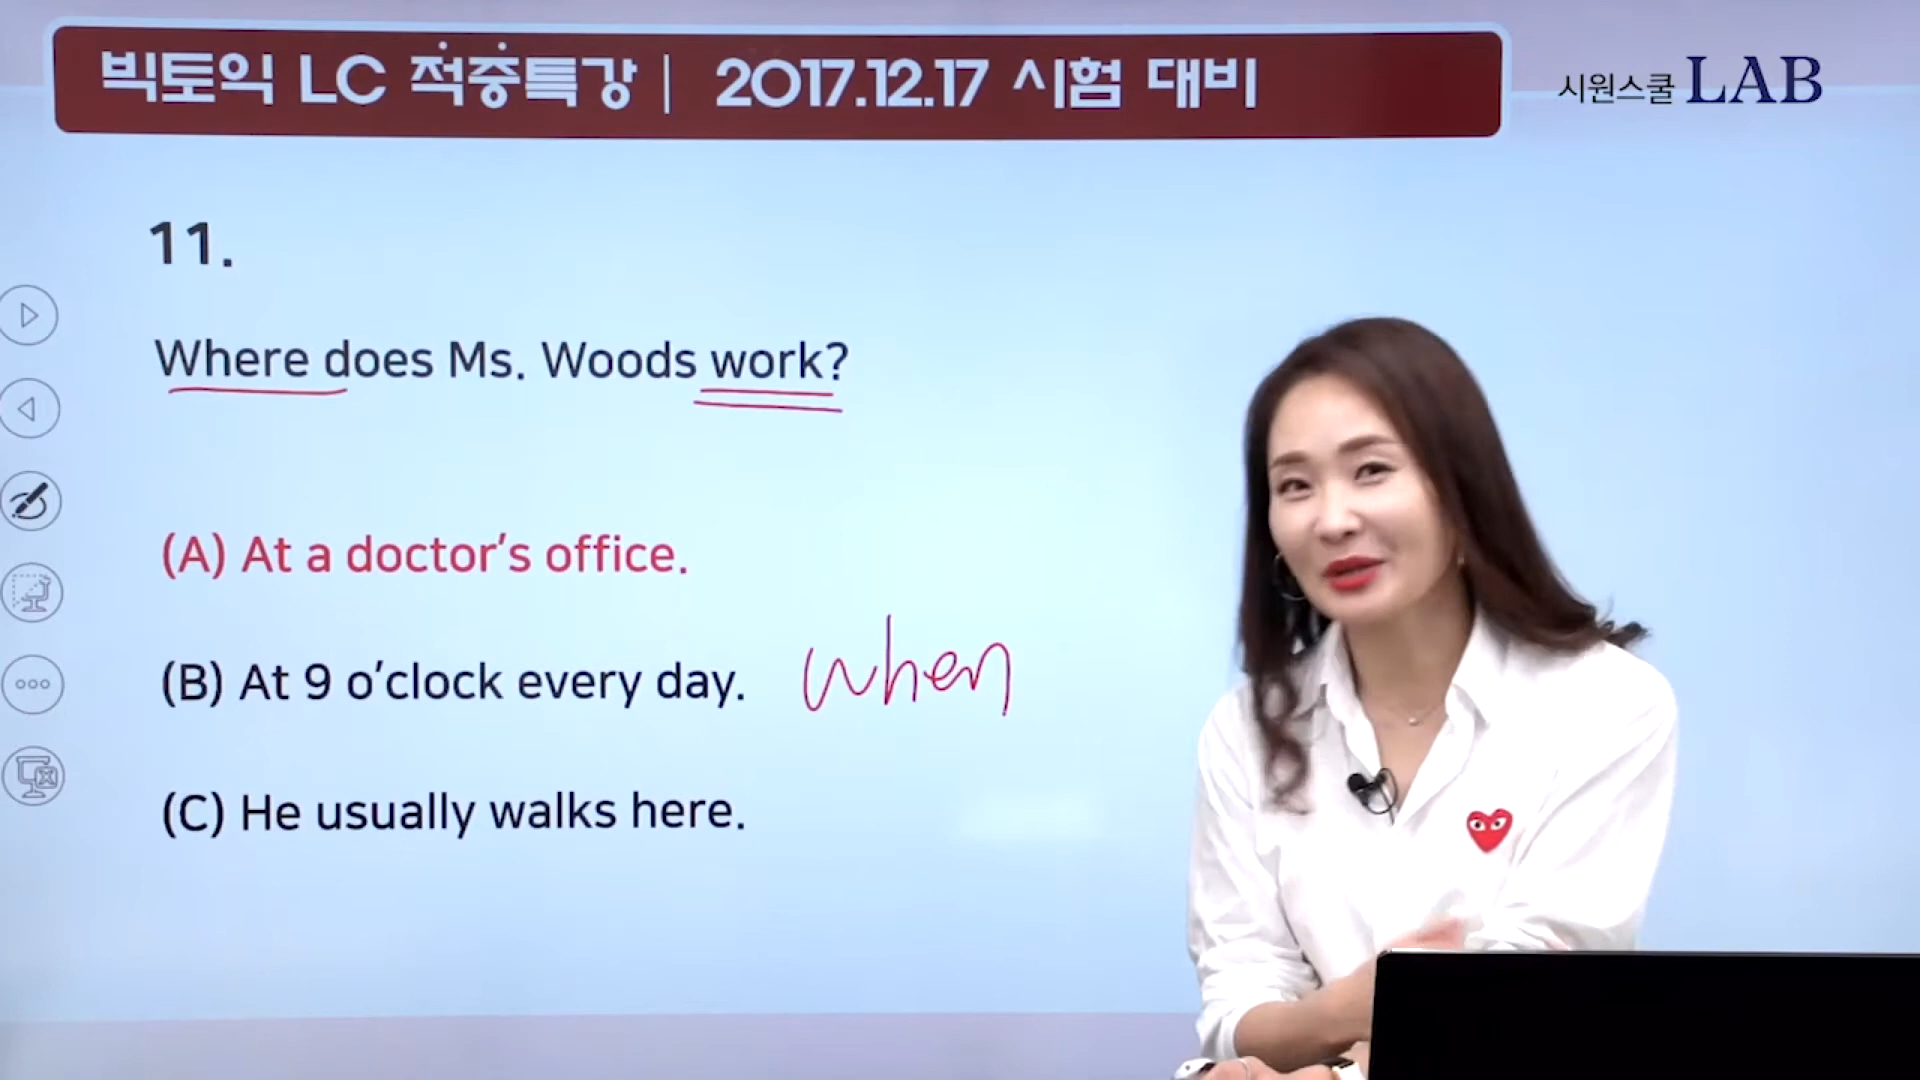 빅토익 LC 적중특강 | 2017.12.17 시험 대비
시원스쿨 LAB
11.
Where does Ms. Woods work?
(A) At a doctor's office.
(B) At 9 o'clock every day. when
(C) He usually walks here.